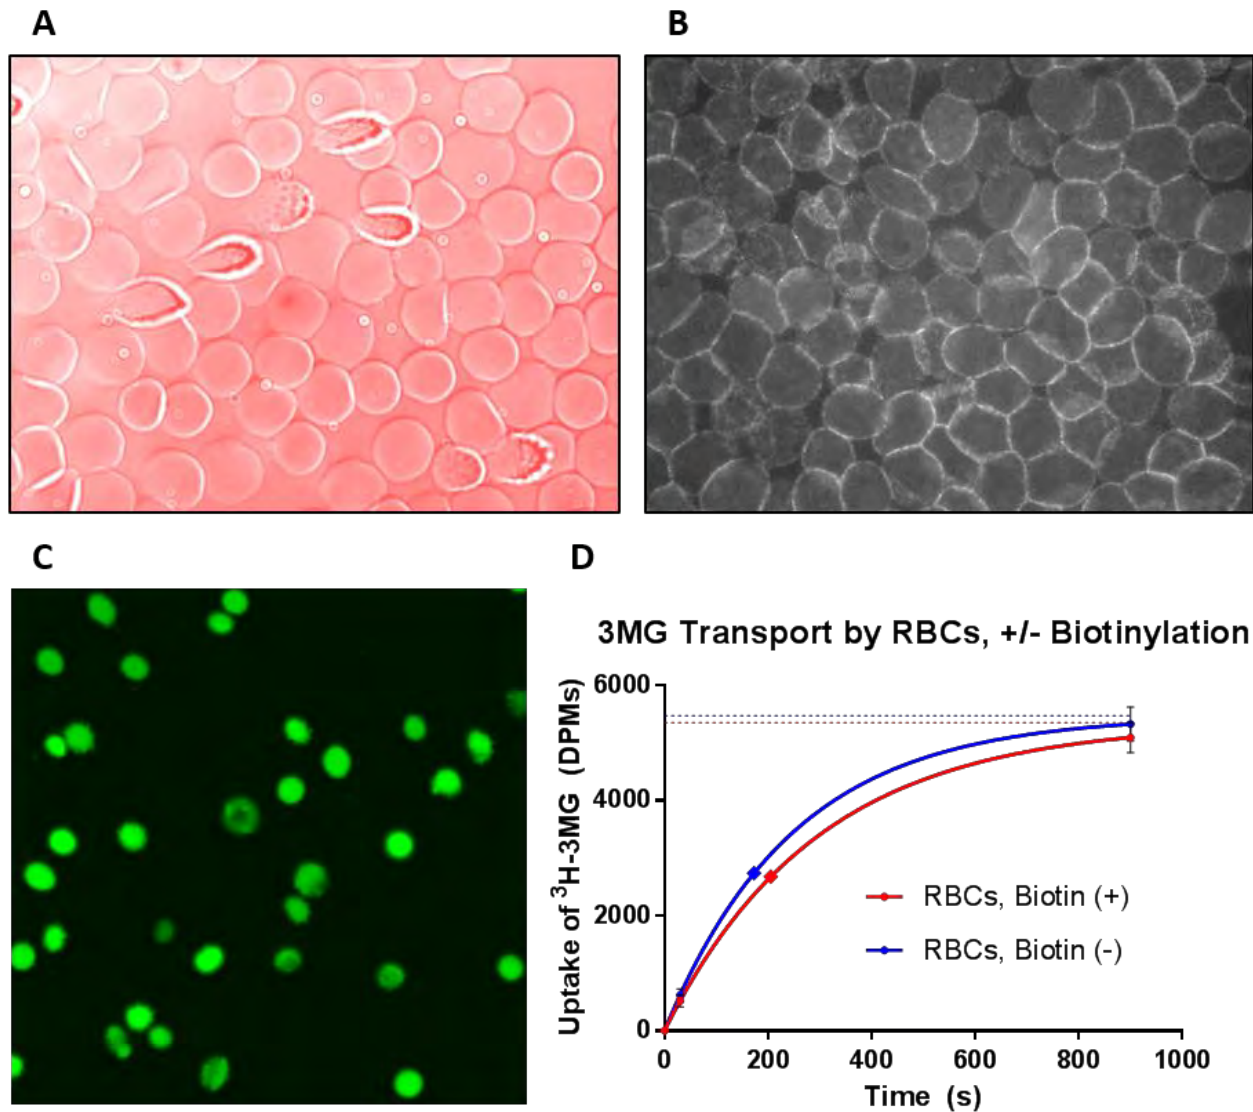 A
B
C
D
3MG Transport by RBCs, +/- Biotinylation
Uptake of ³H-3MG (DPMs)
6000
4000
2000
0
RBCs, Biotin (+)
RBCs, Biotin (-)
0 200 400 600 800 1000
Time (s)